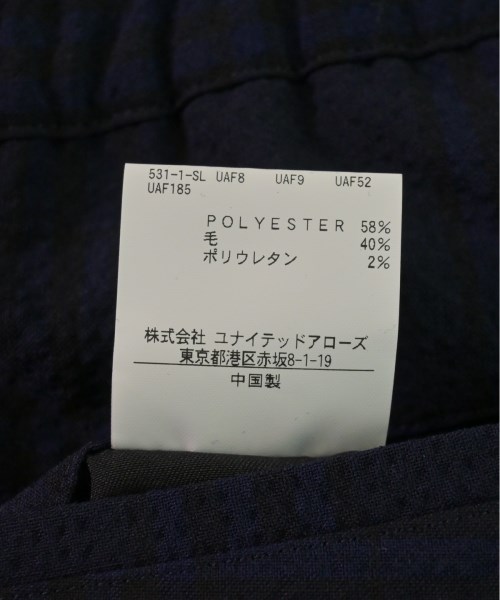 531-1-SL UAF8 UAF9 UAF52
UAF185
POLYESTER 58%
毛 40%
ポリウレタン 2%
株式会社 ユナイテッドアローズ
東京都港区赤坂8-1-19
中国製